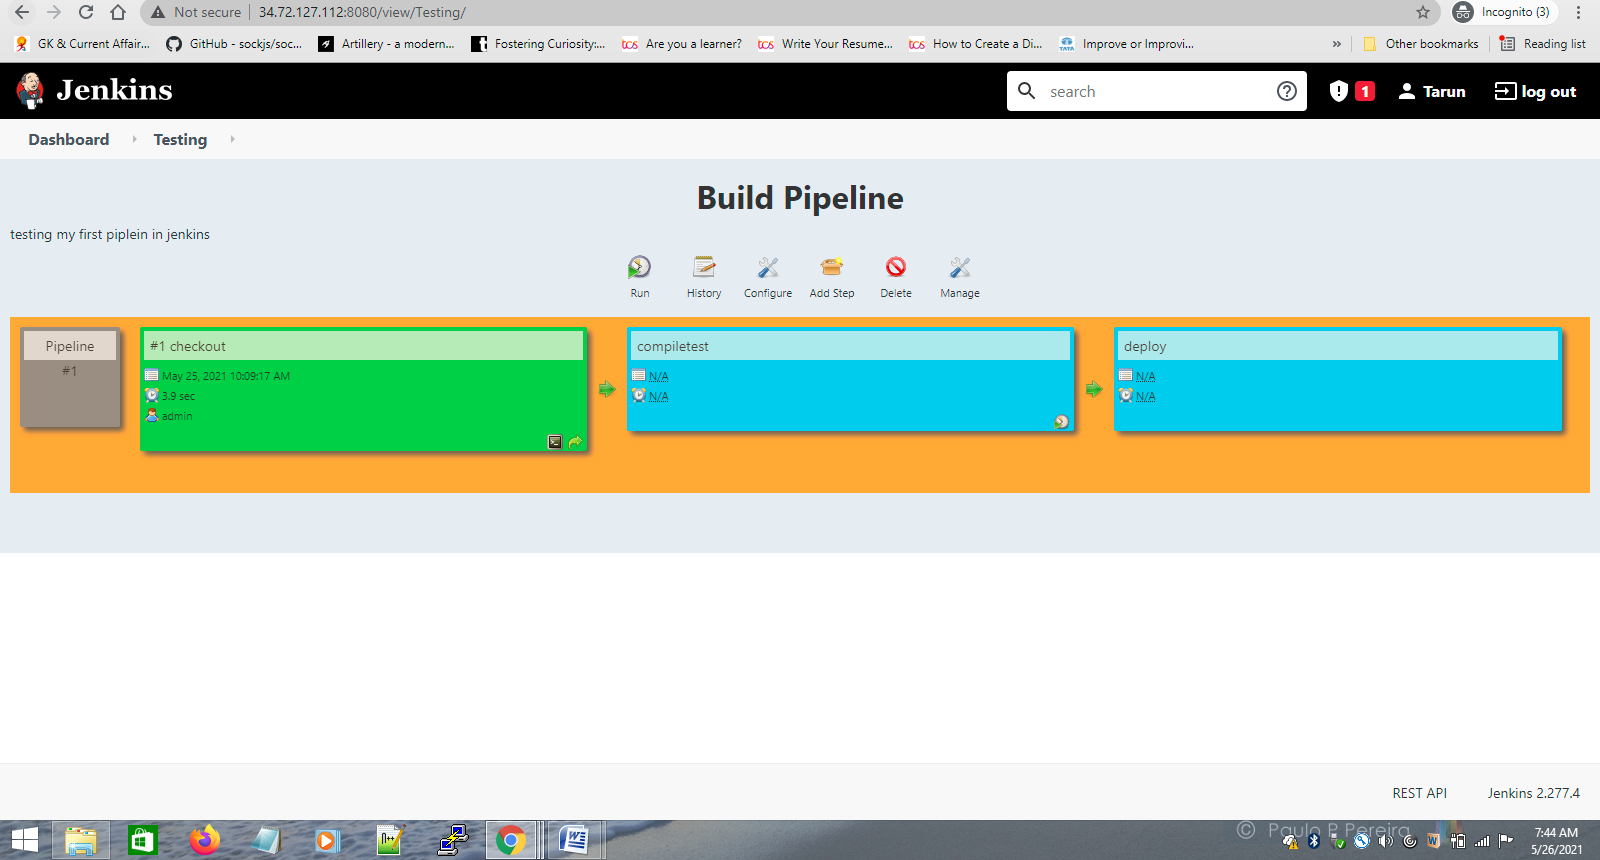 Not secure | 34.72.127.112:8080/view/Testing/ Incognito (3)
GK & Current Affair... GitHub - sockjs/soc... Artillery - a modern... Fostering Curiosity:... tcs Are you a learner? tcs Write Your Resume... tcs How to Create a Di... TATA Improve or Improvi... » Other bookmarks Reading list
Jenkins search 1 Tarun log out
Dashboard Testing
Build Pipeline
testing my first piplein in jenkins
Run History Configure Add Step Delete Manage
Pipeline #1 checkout compiletest deploy
#1 May 25, 2021 10:09:17 AM N/A N/A
3.9 sec N/A N/A
admin
REST API Jenkins 2.277.4
© Paulo P Pereira 7:44 AM
5/26/2021